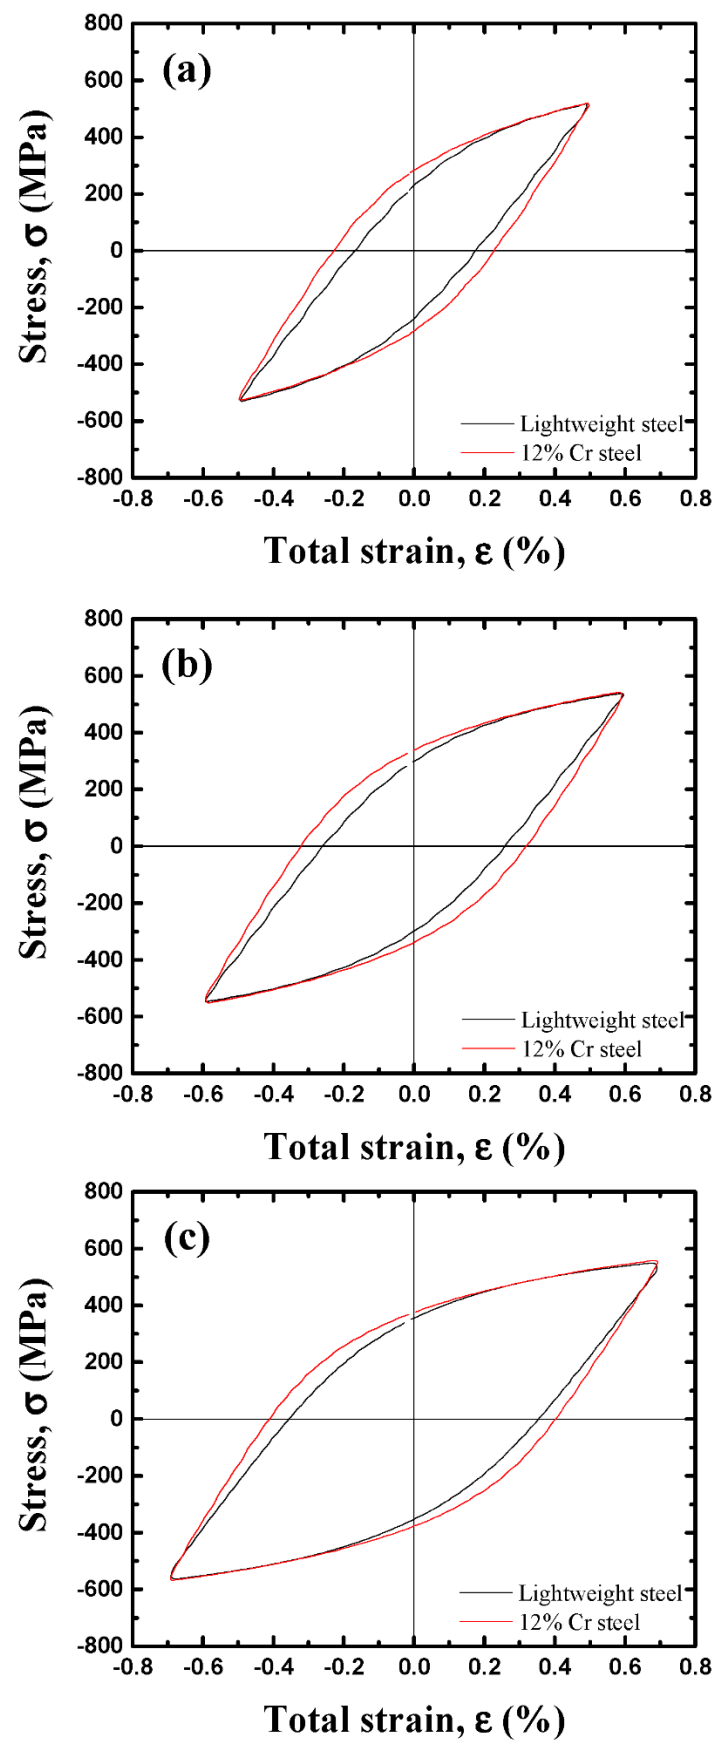 (a)
800
600
400
200
0
-200
-400
-600
-800
Stress, σ (MPa)
Lightweight steel
12% Cr steel
-0.8 -0.6 -0.4 -0.2 0.0 0.2 0.4 0.6 0.8
Total strain, ε (%)
(b)
800
600
400
200
0
-200
-400
-600
-800
Stress, σ (MPa)
Lightweight steel
12% Cr steel
-0.8 -0.6 -0.4 -0.2 0.0 0.2 0.4 0.6 0.8
Total strain, ε (%)
(c)
800
600
400
200
0
-200
-400
-600
-800
Stress, σ (MPa)
Lightweight steel
12% Cr steel
-0.8 -0.6 -0.4 -0.2 0.0 0.2 0.4 0.6 0.8
Total strain, ε (%)